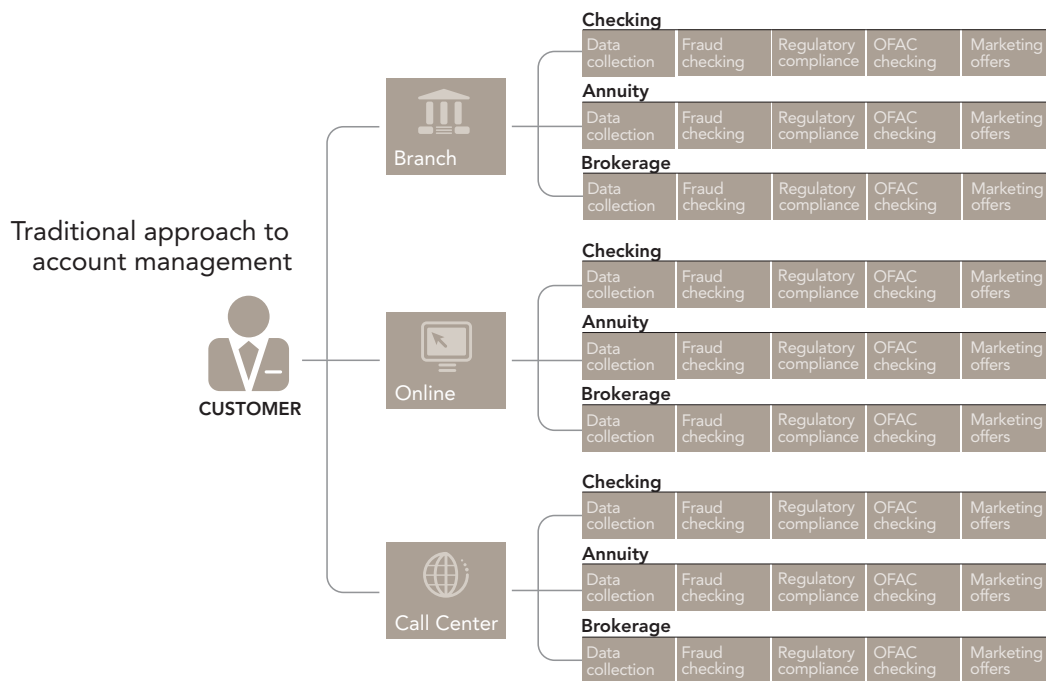 Traditional approach to
account management
CUSTOMER
Branch
Checking
Data Fraud Regulatory OFAC Marketing
collection checking compliance checking offers
Annuity
Data Fraud Regulatory OFAC Marketing
collection checking compliance checking offers
Brokerage
Data Fraud Regulatory OFAC Marketing
collection checking compliance checking offers
Online
Checking
Data Fraud Regulatory OFAC Marketing
collection checking compliance checking offers
Annuity
Data Fraud Regulatory OFAC Marketing
collection checking compliance checking offers
Brokerage
Data Fraud Regulatory OFAC Marketing
collection checking compliance checking offers
Call Center
Checking
Data Fraud Regulatory OFAC Marketing
collection checking compliance checking offers
Annuity
Data Fraud Regulatory OFAC Marketing
collection checking compliance checking offers
Brokerage
Data Fraud Regulatory OFAC Marketing
collection checking compliance checking offers